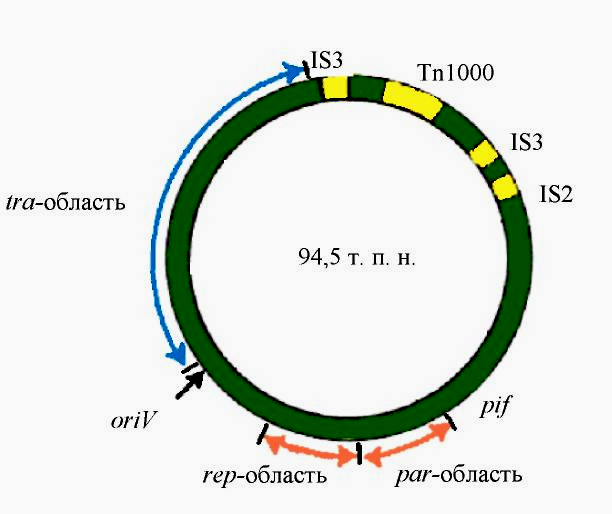 IS3
Tn1000
IS3
IS2
tra-область
94,5 т. п. н.
oriV
pif
rep-область
par-область